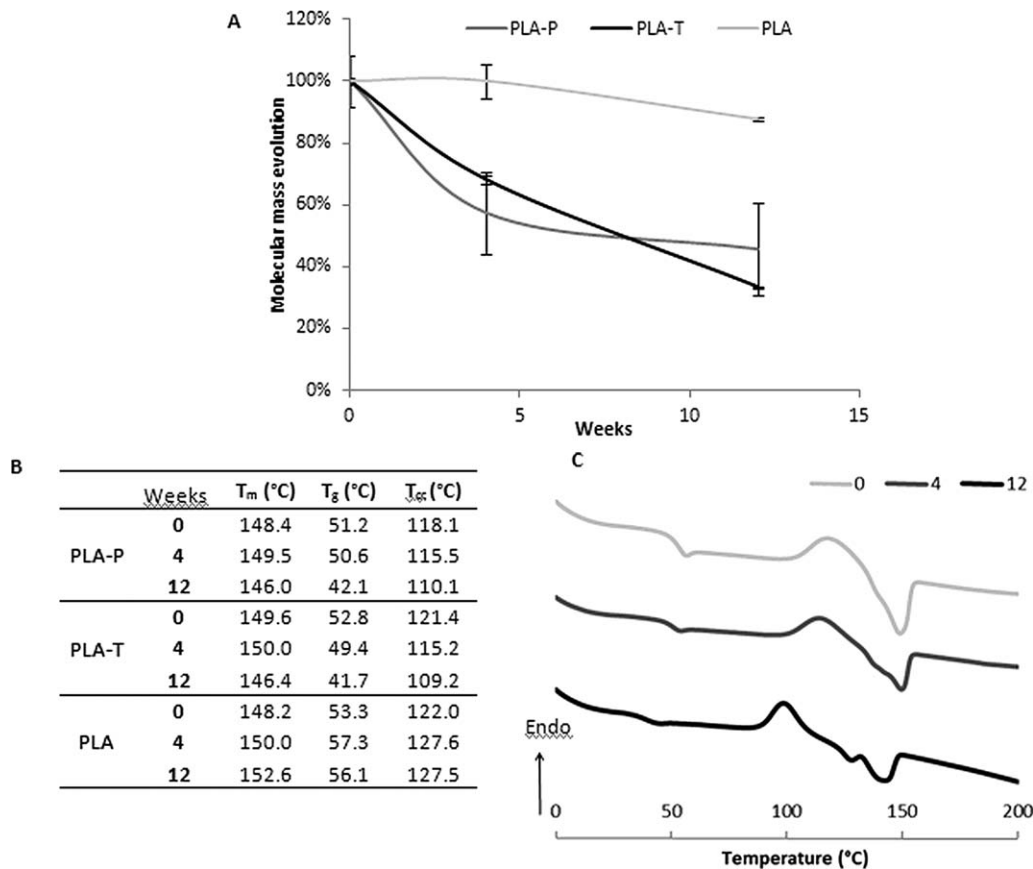 A
PLA-P PLA-T PLA
120%
100%
80%
60%
40%
20%
0%
Molecular mass evolution
0 5 10 15
Weeks
B
Weeks Tm (°C) Tg (°C) Tcc (°C)
PLA-P
0 148.4 51.2 118.1
4 149.5 50.6 115.5
12 146.0 42.1 110.1
PLA-T
0 149.6 52.8 121.4
4 150.0 49.4 115.2
12 146.4 41.7 109.2
PLA
0 148.2 53.3 122.0
4 150.0 57.3 127.6
12 152.6 56.1 127.5
C
0 4 12
Endo
0 50 100 150 200
Temperature (°C)